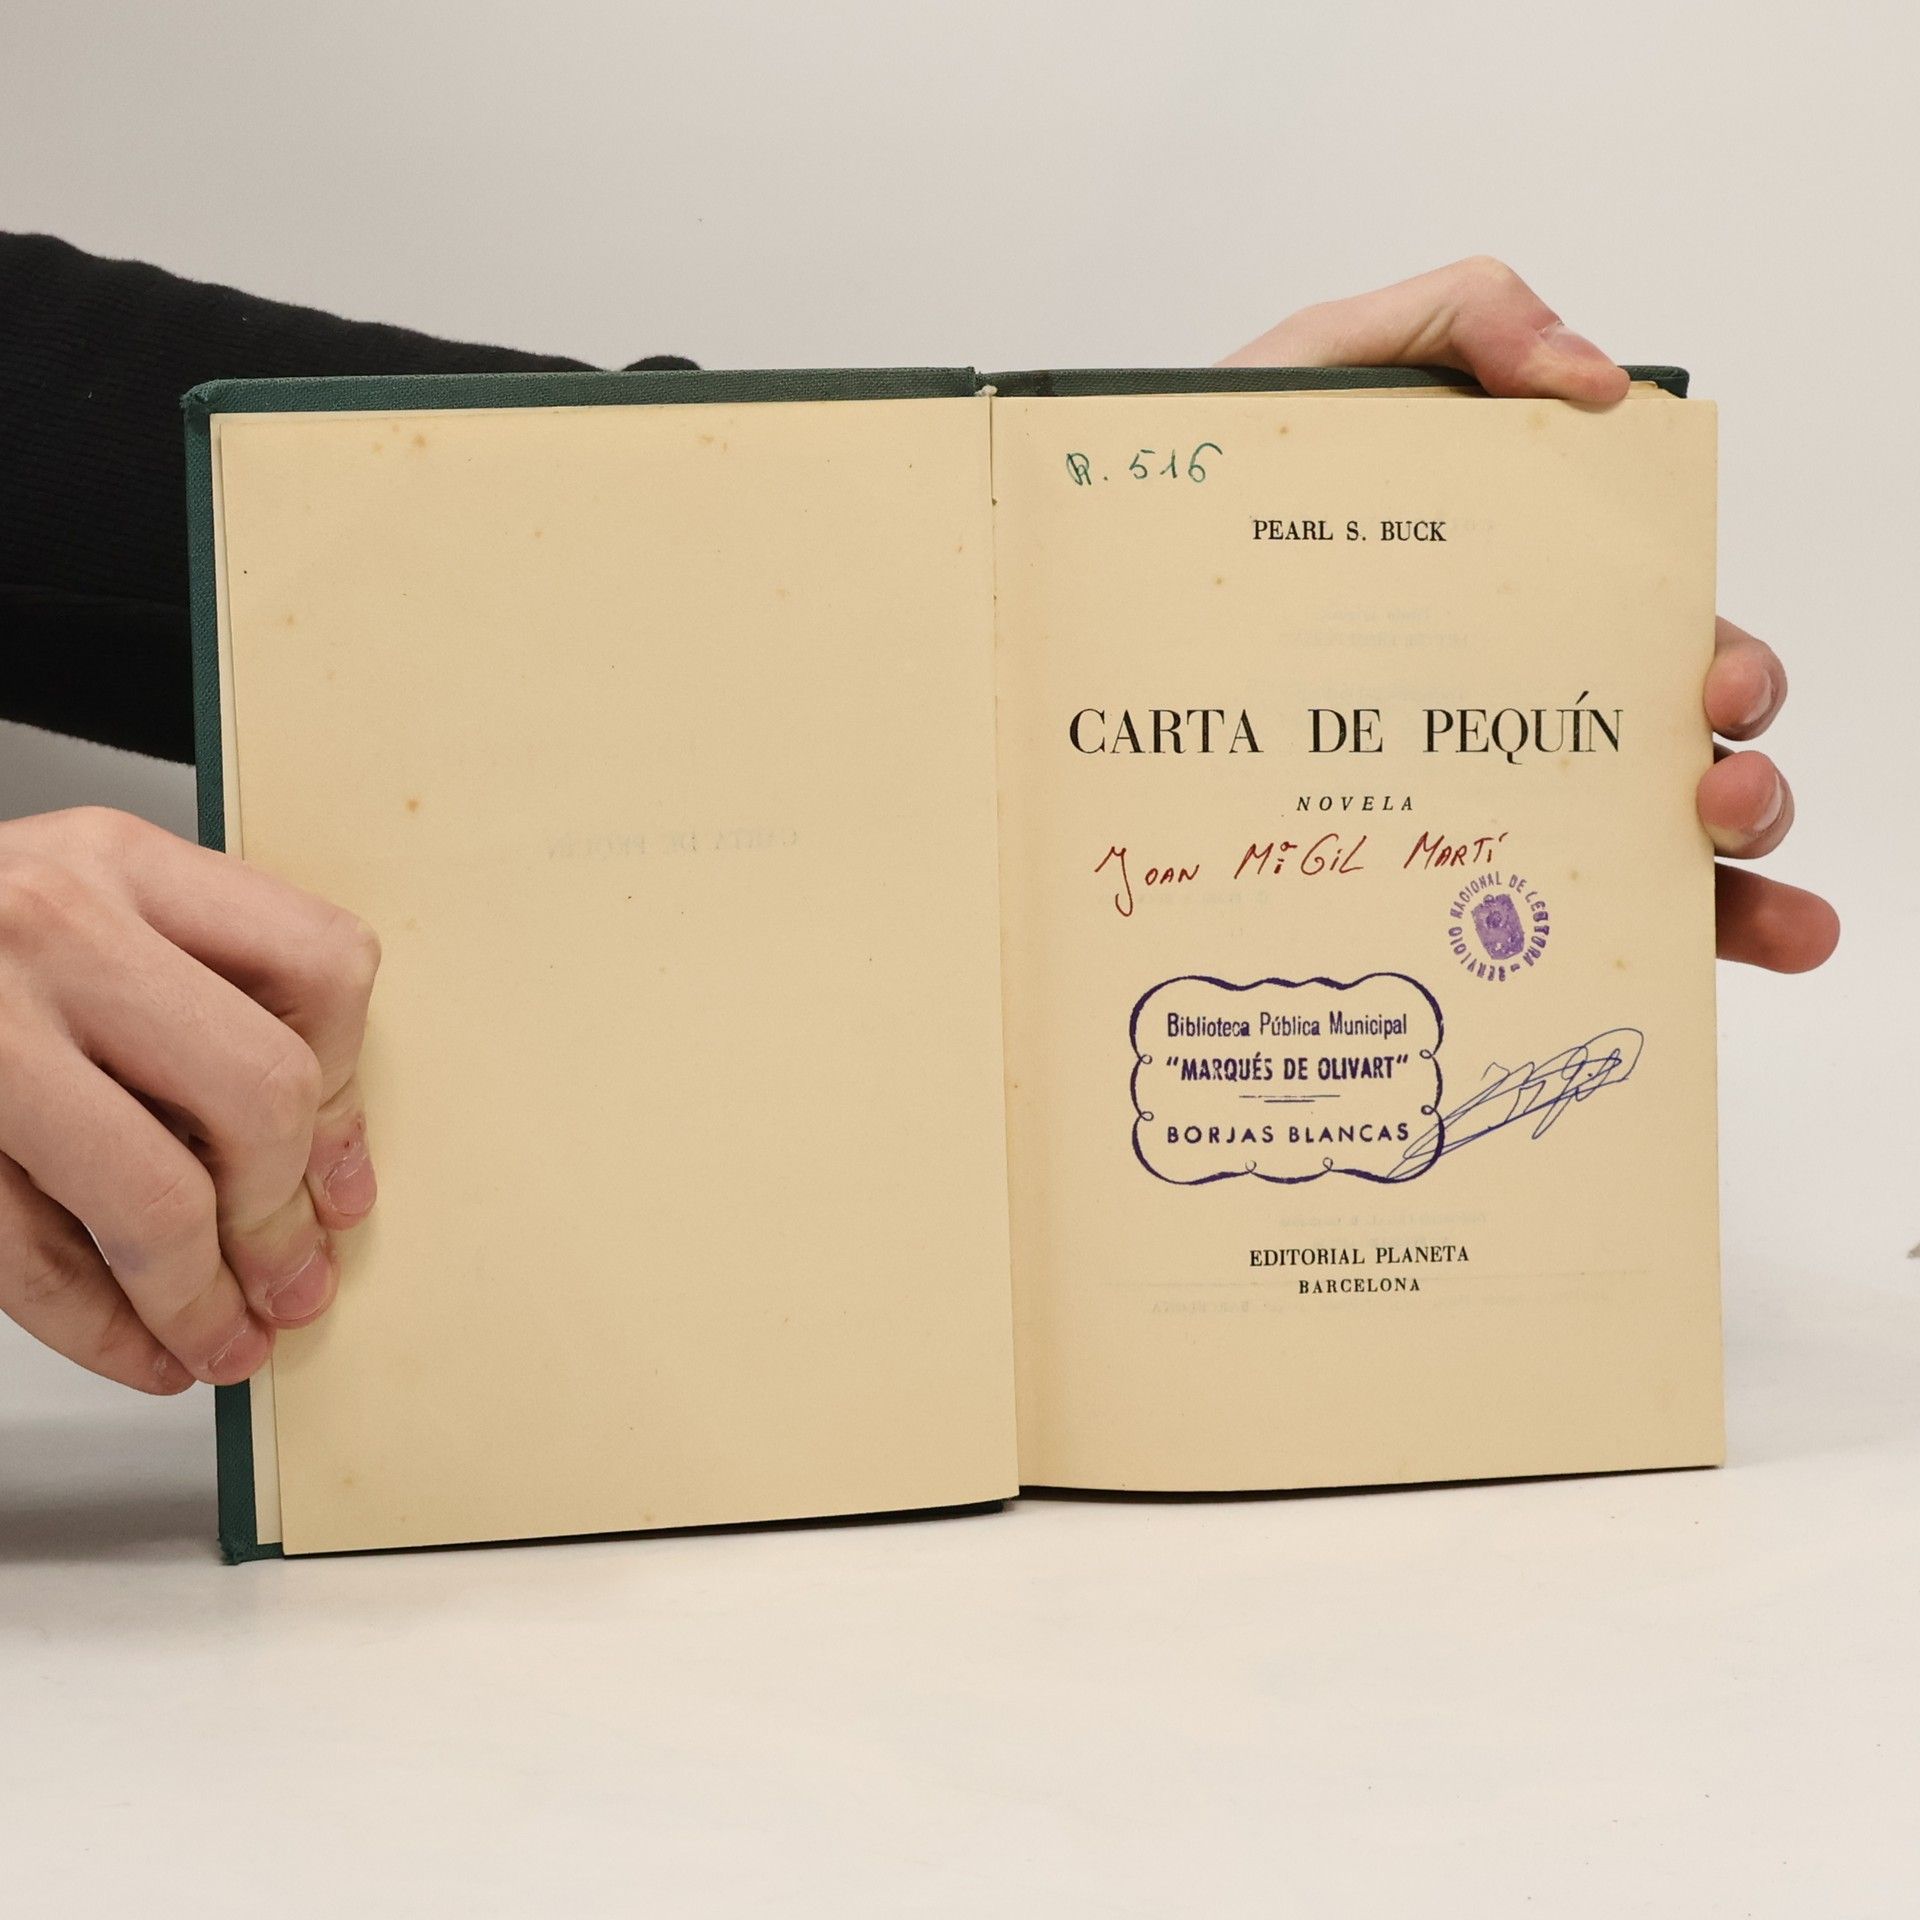 R. 516
PEARL S. BUCK
CARTA DE PEQUÍN
NOVELA
JOAN Mª GIL MARTÍ
SERVICIO NACIONAL DE LECTURA
Biblioteca Pública Municipal
"MARQUÉS DE OLIVART"
BORJAS BLANCAS
EDITORIAL PLANETA
BARCELONA